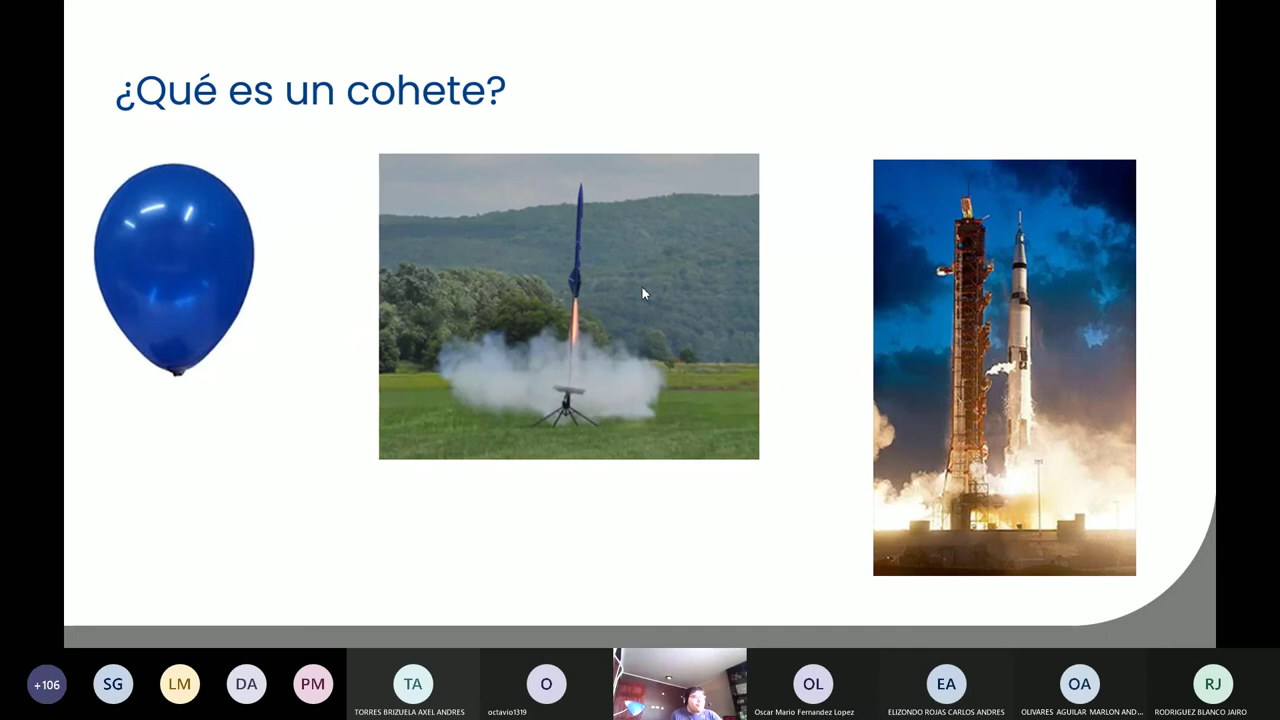 ¿Qué es un cohete?
+106
SG
LM
DA
PM
TA
O
OL
EA
OA
RJ
TORRES BRIZUELA AXEL ANDRES
octavio1319
Oscar Mario Fernandez Lopez
ELIZONDO ROJAS CARLOS ANDRES
OLIVARES AGUILAR MARLON AND...
RODRIGUEZ BLANCO JAIRO